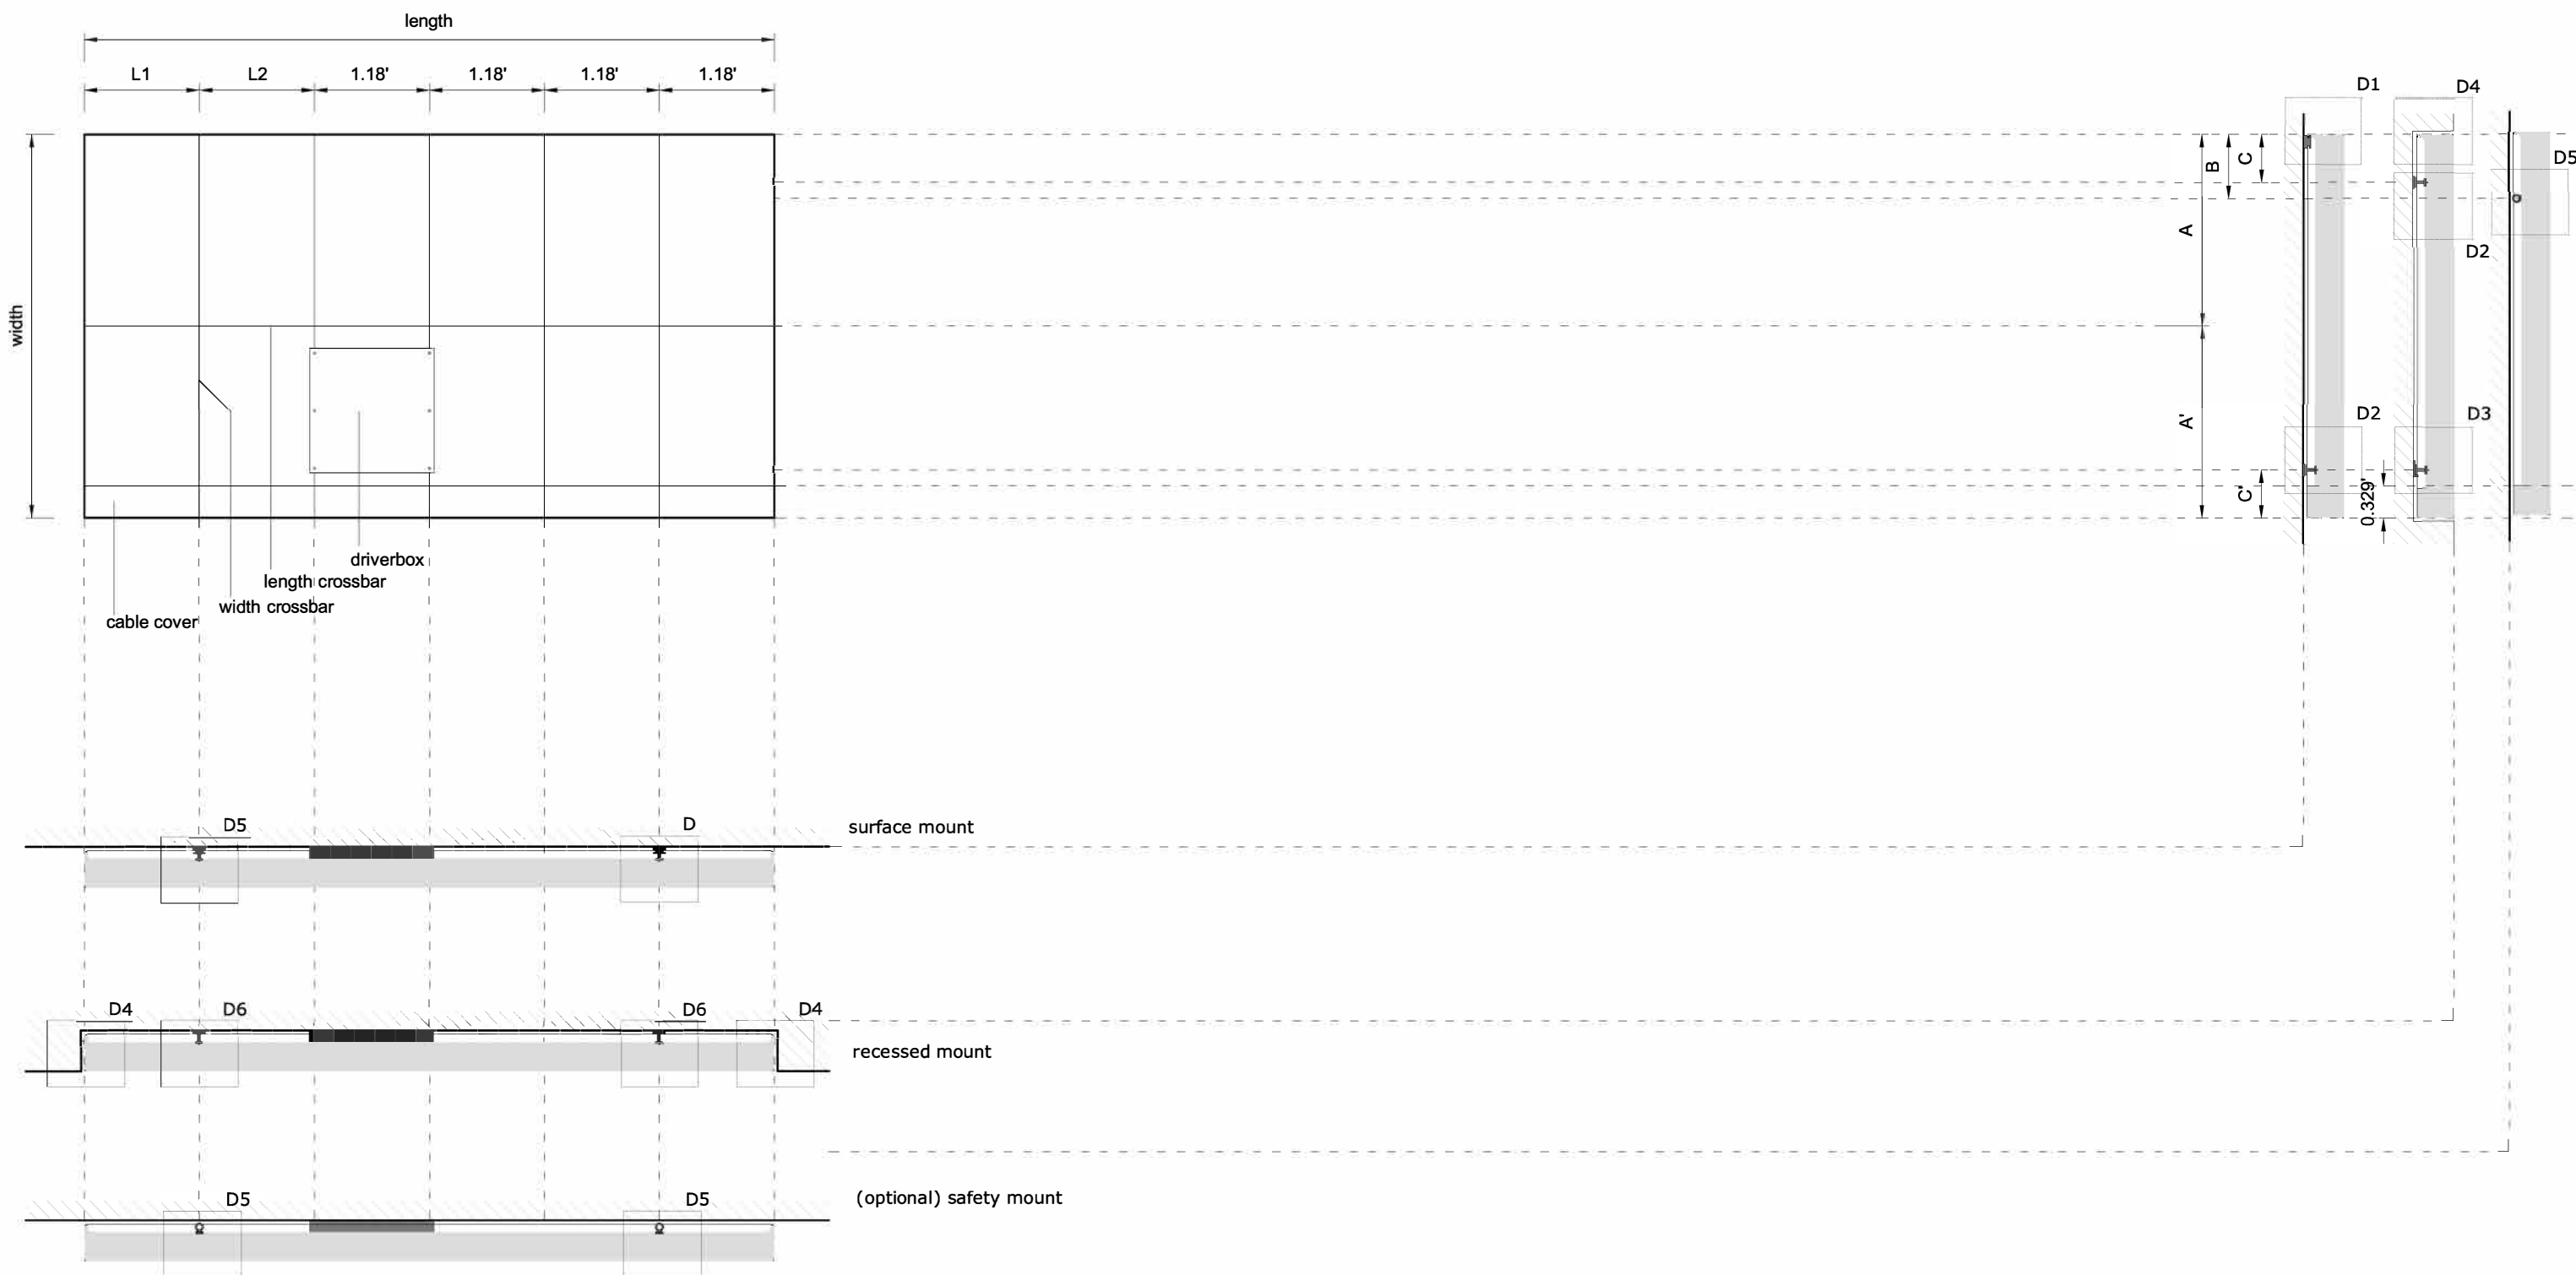 length
L1 L2 1.18' 1.18' 1.18' 1.18'
D1 D4
D5
B C
A
D2
width
D2 D3
A'
C' 0.329'
driverbox
length crossbar
width crossbar
cable cover
D5 D surface mount
D4 D6 D6 D4
recessed mount
D5 D5 (optional) safety mount